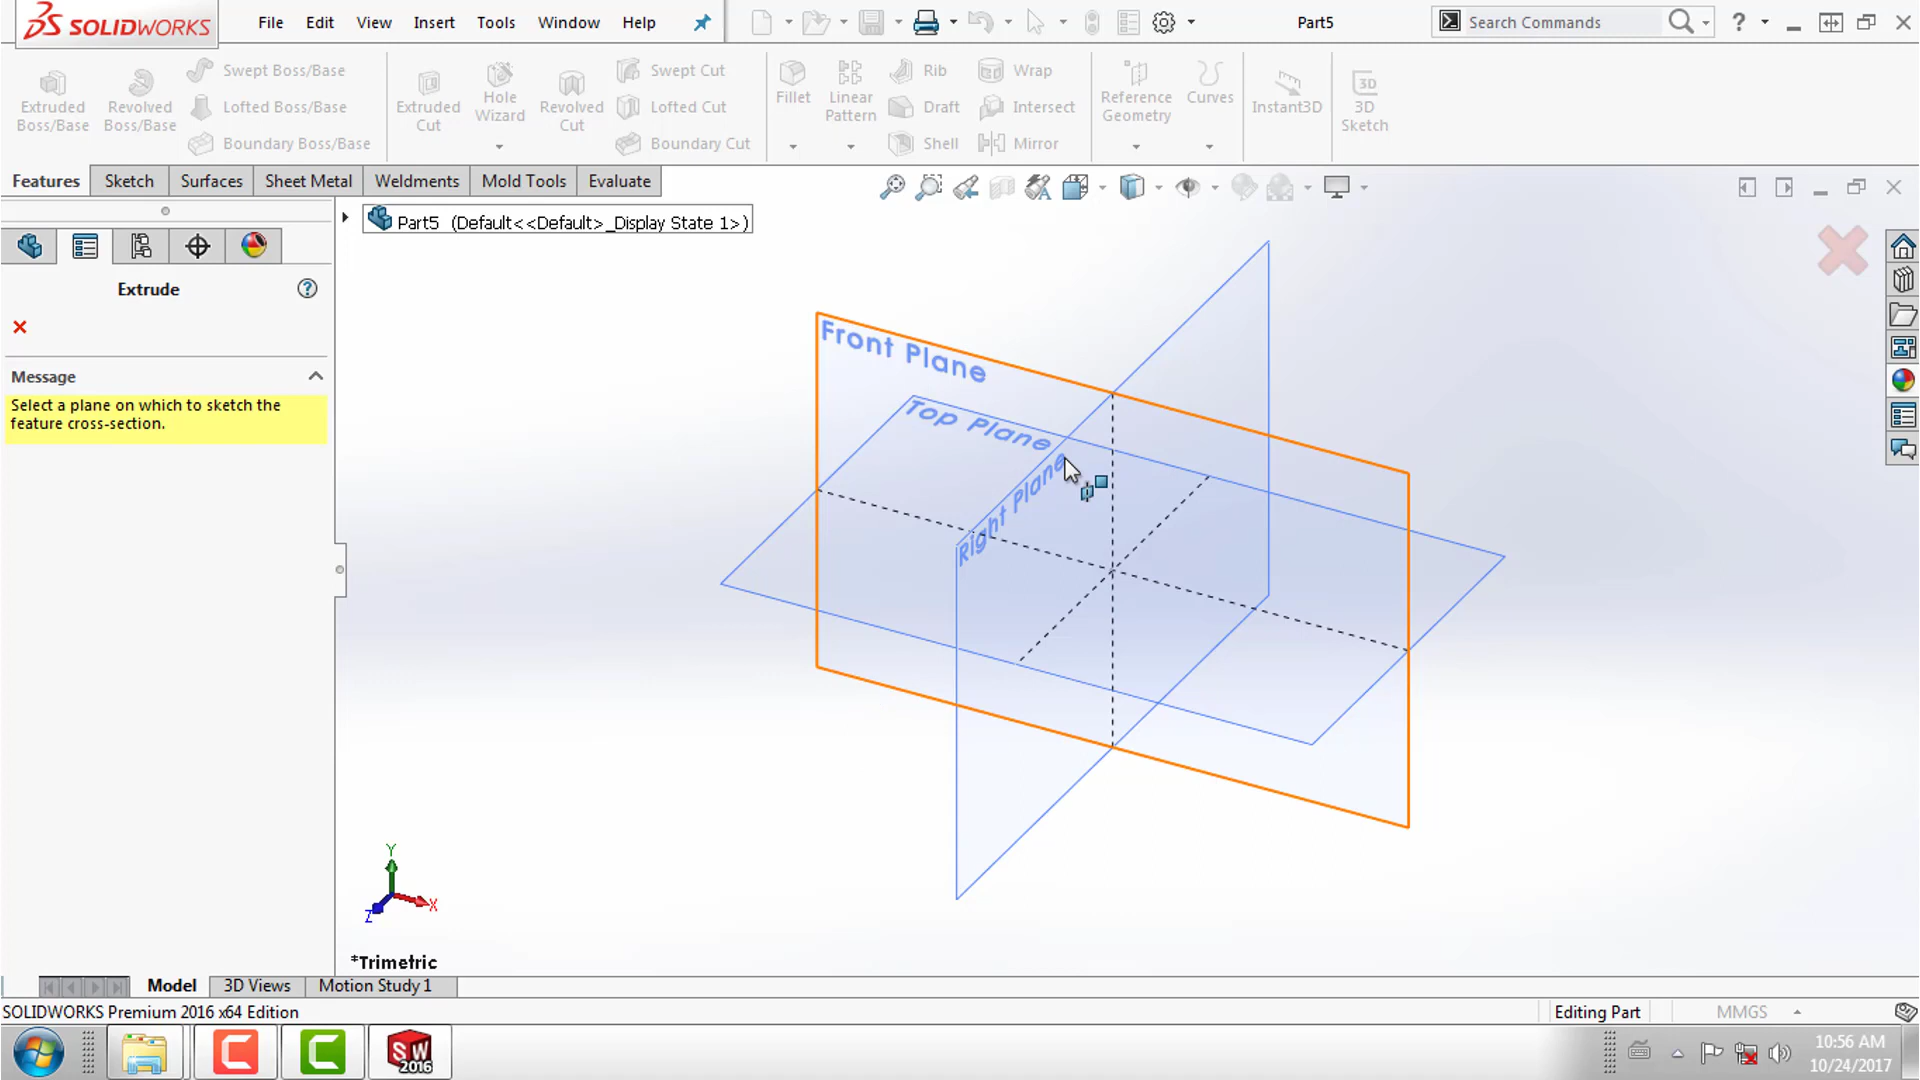 SOLIDWORKS
File Edit View Insert Tools Window Help
Part5
Search Commands
Extruded Boss/Base
Revolved Boss/Base
Swept Boss/Base
Lofted Boss/Base
Boundary Boss/Base
Extruded Cut
Hole Wizard
Revolved Cut
Swept Cut
Lofted Cut
Boundary Cut
Fillet
Linear Pattern
Rib
Draft
Shell
Wrap
Intersect
Mirror
Reference Geometry
Curves
Instant3D
3D Sketch
Features Sketch Surfaces Sheet Metal Weldments Mold Tools Evaluate
Part5 (Default<<Default>_Display State 1>)
Extrude
Message
Select a plane on which to sketch the
feature cross-section.
Front Plane
Top Plane
Right Plane
Y
X
Z
*Trimetric
Model 3D Views Motion Study 1
SOLIDWORKS Premium 2016 x64 Edition
Editing Part
MMGS
SW
2016
10:56 AM
10/24/2017